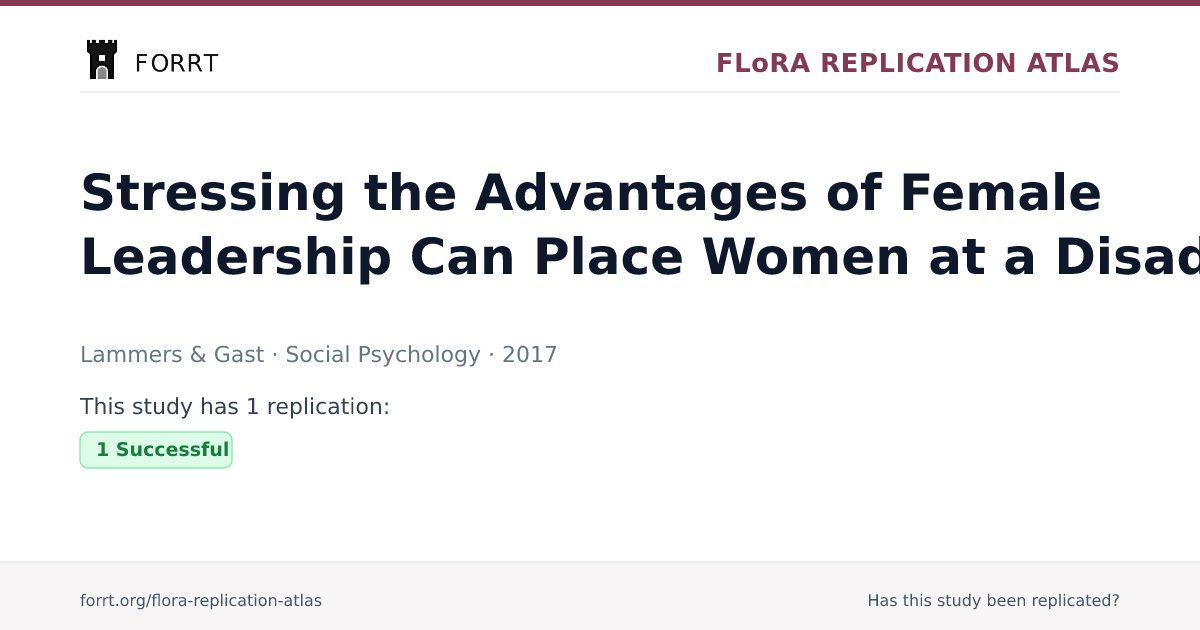 FORRT
FLoRA REPLICATION ATLAS
Stressing the Advantages of Female
Leadership Can Place Women at a Disad
Lammers & Gast · Social Psychology · 2017
This study has 1 replication:
1 Successful
forrt.org/flora-replication-atlas
Has this study been replicated?